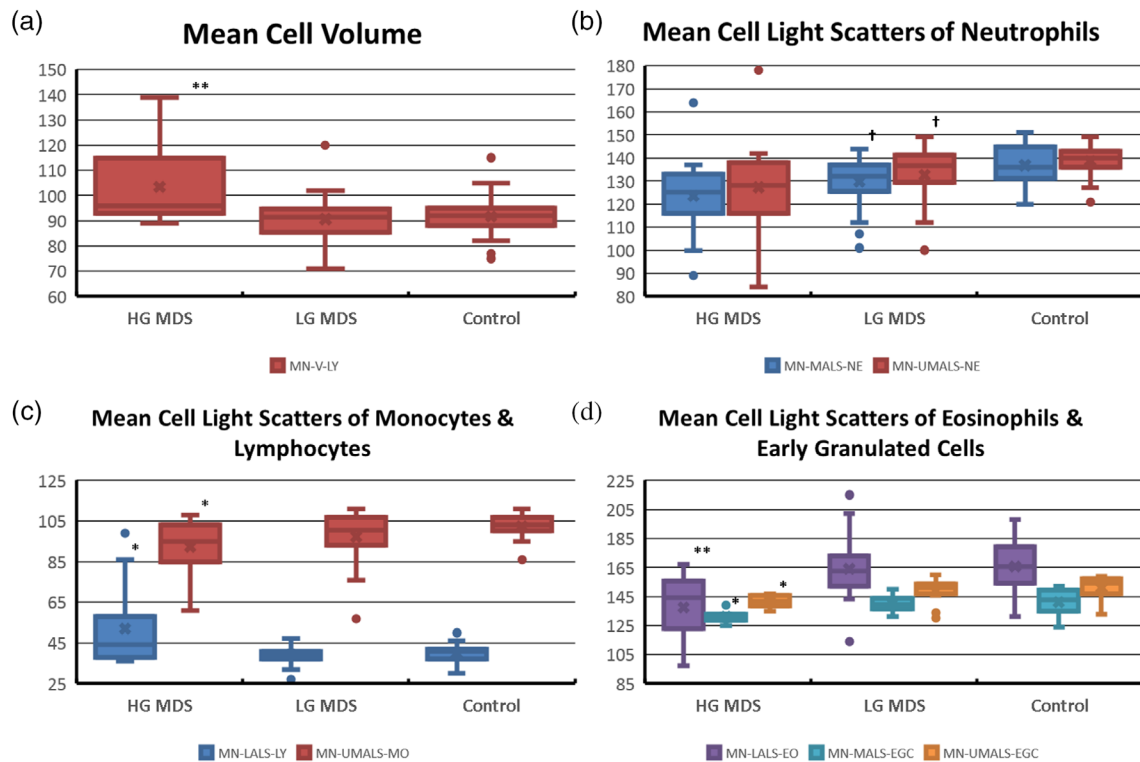 (a)
Mean Cell Volume
150
140
130
120
110
100
90
80
70
60
**
HG MDS LG MDS Control
MN-V-LY
(b)
Mean Cell Light Scatters of Neutrophils
180
170
160
150
140
130
120
110
100
90
80
† †
HG MDS LG MDS Control
MN-MALS-NE MN-UMALS-NE
(c)
Mean Cell Light Scatters of Monocytes &
Lymphocytes
125
105
85
65
45
25
* *
HG MDS LG MDS Control
MN-LALS-LY MN-UMALS-MO
(d)
Mean Cell Light Scatters of Eosinophils &
Early Granulated Cells
225
205
185
165
145
125
105
85
** * *
HG MDS LG MDS Control
MN-LALS-EO MN-MALS-EGC MN-UMALS-EGC